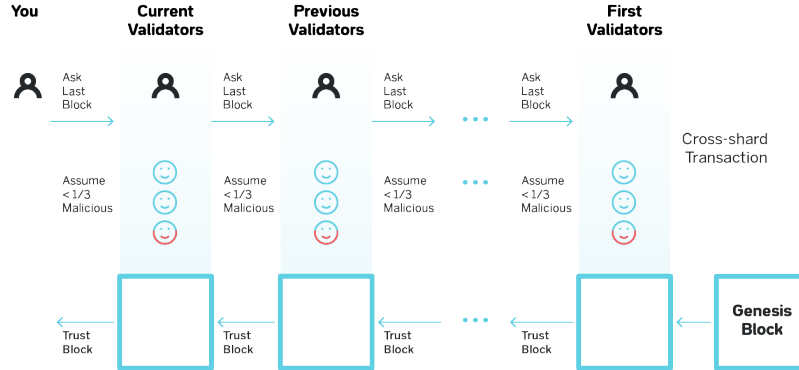 You
Current
Validators
Previous
Validators
First
Validators
Ask
Last
Block
Ask
Last
Block
Ask
Last
Block
Ask
Last
Block
Cross-shard
Transaction
Assume
< 1/3
Malicious
Assume
< 1/3
Malicious
Assume
< 1/3
Malicious
Assume
< 1/3
Malicious
Trust
Block
Trust
Block
Trust
Block
Trust
Block
Genesis
Block